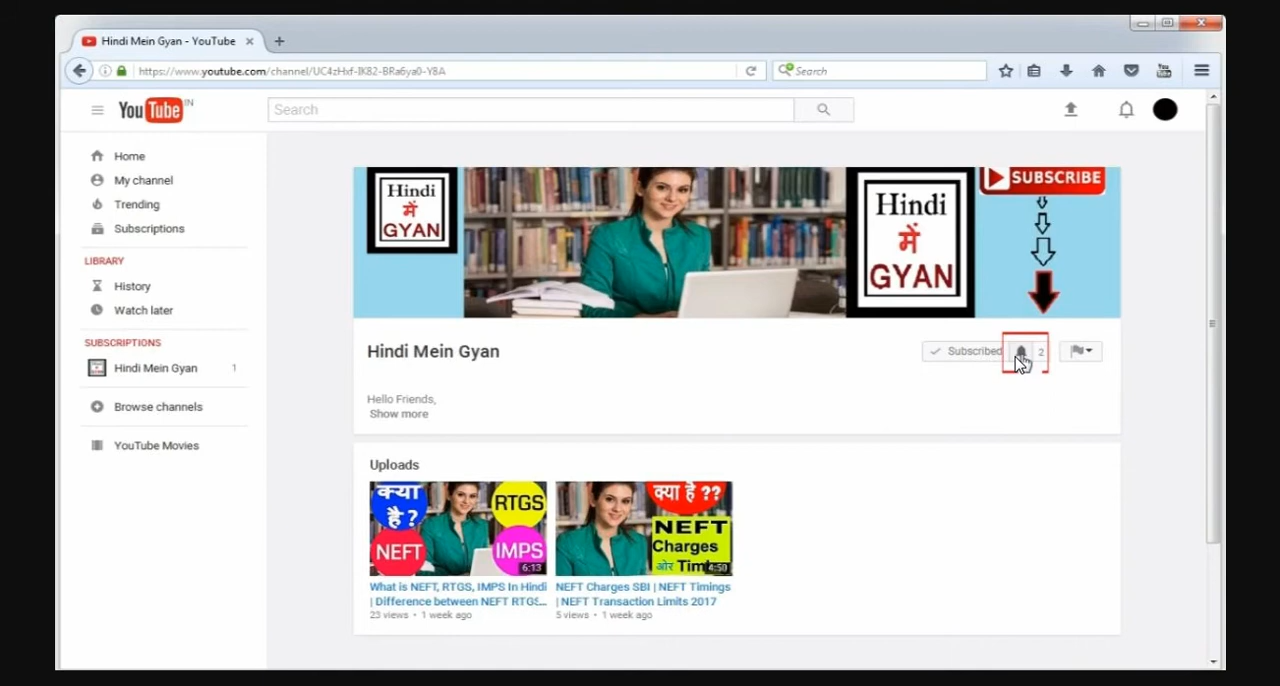 Hindi Mein Gyan - YouTube
https://www.youtube.com/channel/UC4zHxf-IK82-BRa6ya0-Y8A
Search
YouTube IN
Search
Home
My channel
Trending
Subscriptions
LIBRARY
History
Watch later
SUBSCRIPTIONS
Hindi Mein Gyan 1
Browse channels
YouTube Movies
Hindi
में
GYAN
Hindi
में
GYAN
SUBSCRIBE
Hindi Mein Gyan
Subscribed 2
Hello Friends,
Show more
Uploads
क्या
है ?
RTGS
NEFT
IMPS
6:13
What is NEFT, RTGS, IMPS In Hindi
| Difference between NEFT RTGS...
23 views • 1 week ago
क्या है ??
NEFT
Charges
ओर Tim
4:50
NEFT Charges SBI | NEFT Timings
| NEFT Transaction Limits 2017
5 views • 1 week ago